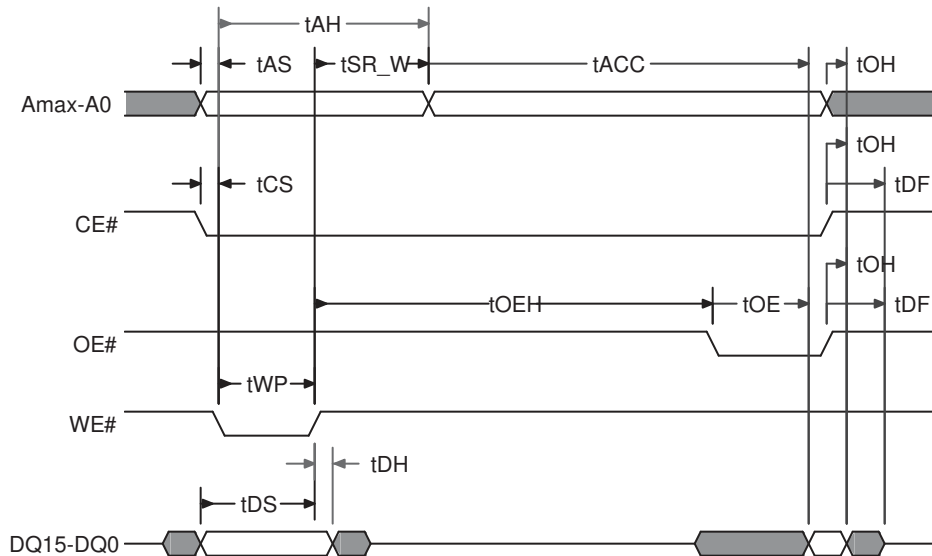 tAH
tAS tSR_W tACC tOH
Amax-A0
tOH
tCS tDF
CE#
tOH
tOEH tOE tDF
OE#
tWP
WE#
tDH
tDS
DQ15-DQ0